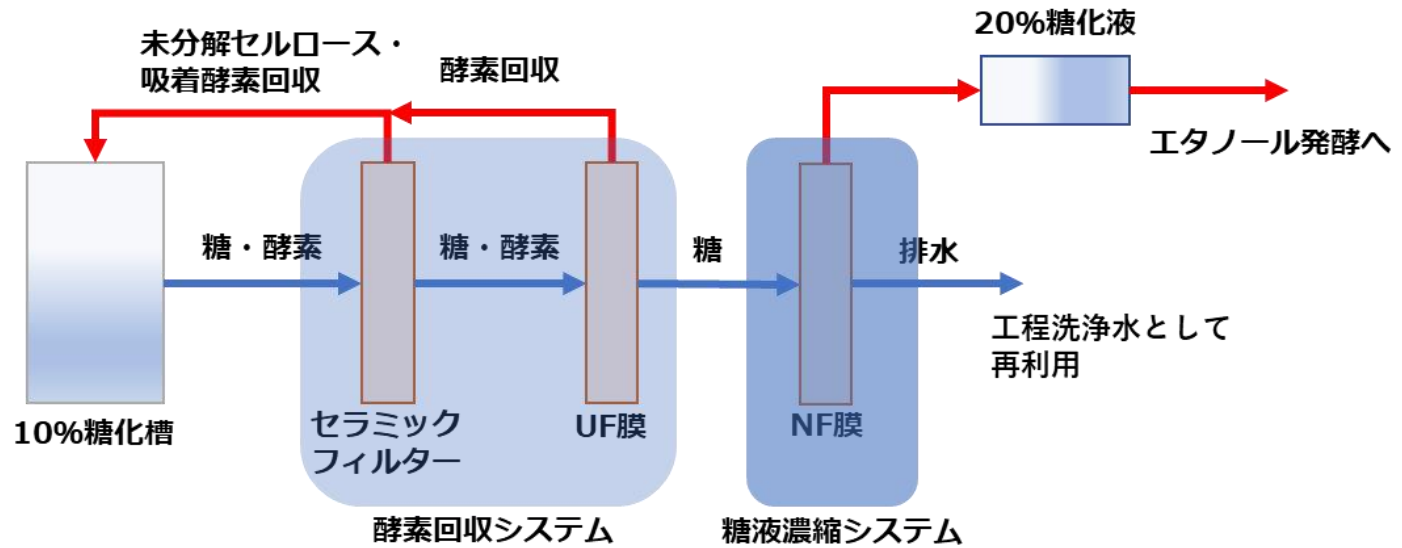 20%糖化液
未分解セルロース・
吸着酵素回収
酵素回収
エタノール発酵へ
糖・酵素
糖・酵素
糖
排水
工程洗浄水として
再利用
10%糖化槽
セラミック
フィルター
UF膜
NF膜
酵素回収システム
糖液濃縮システム